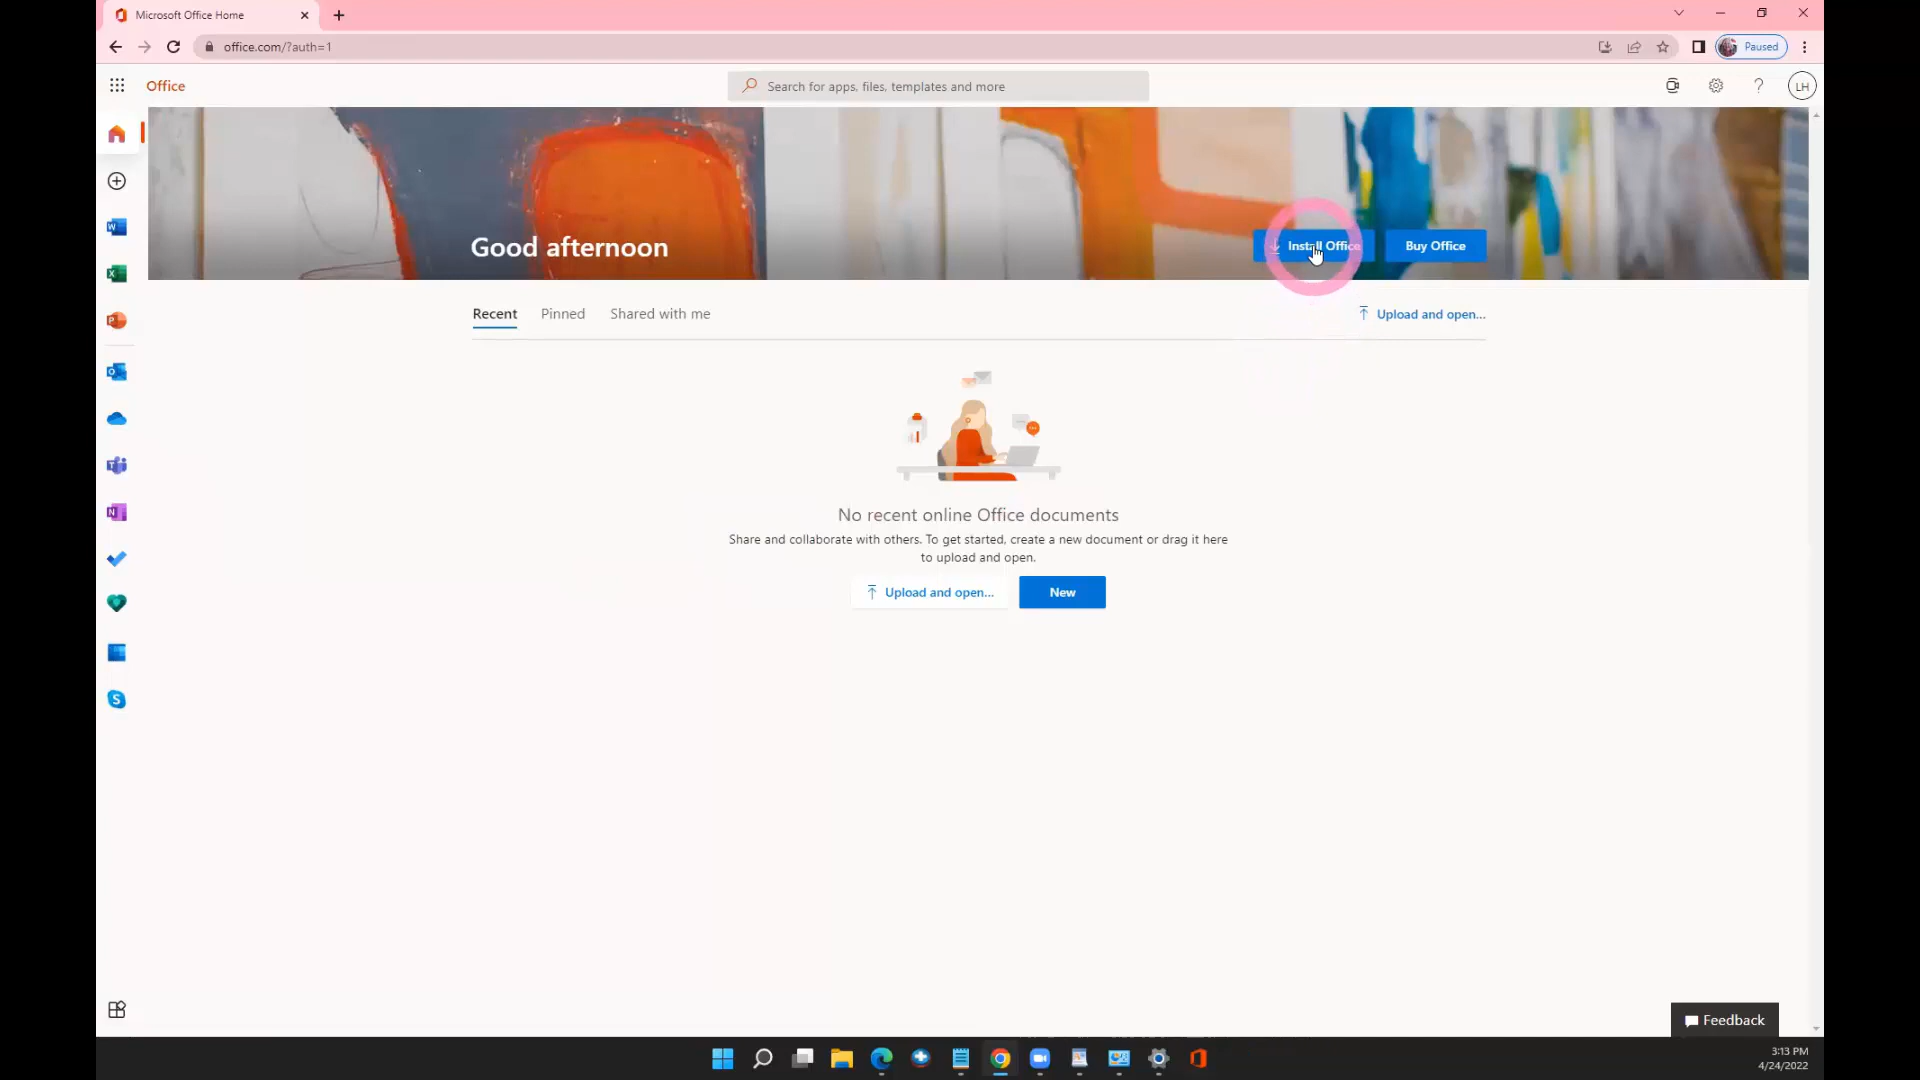 Microsoft Office Home
office.com/?auth=1
Paused
Office
Search for apps, files, templates and more
LH
Good afternoon
Install Office
Buy Office
Recent
Pinned
Shared with me
Upload and open...
No recent online Office documents
Share and collaborate with others. To get started, create a new document or drag it here
to upload and open.
Upload and open...
New
Feedback
3:13 PM
4/24/2022